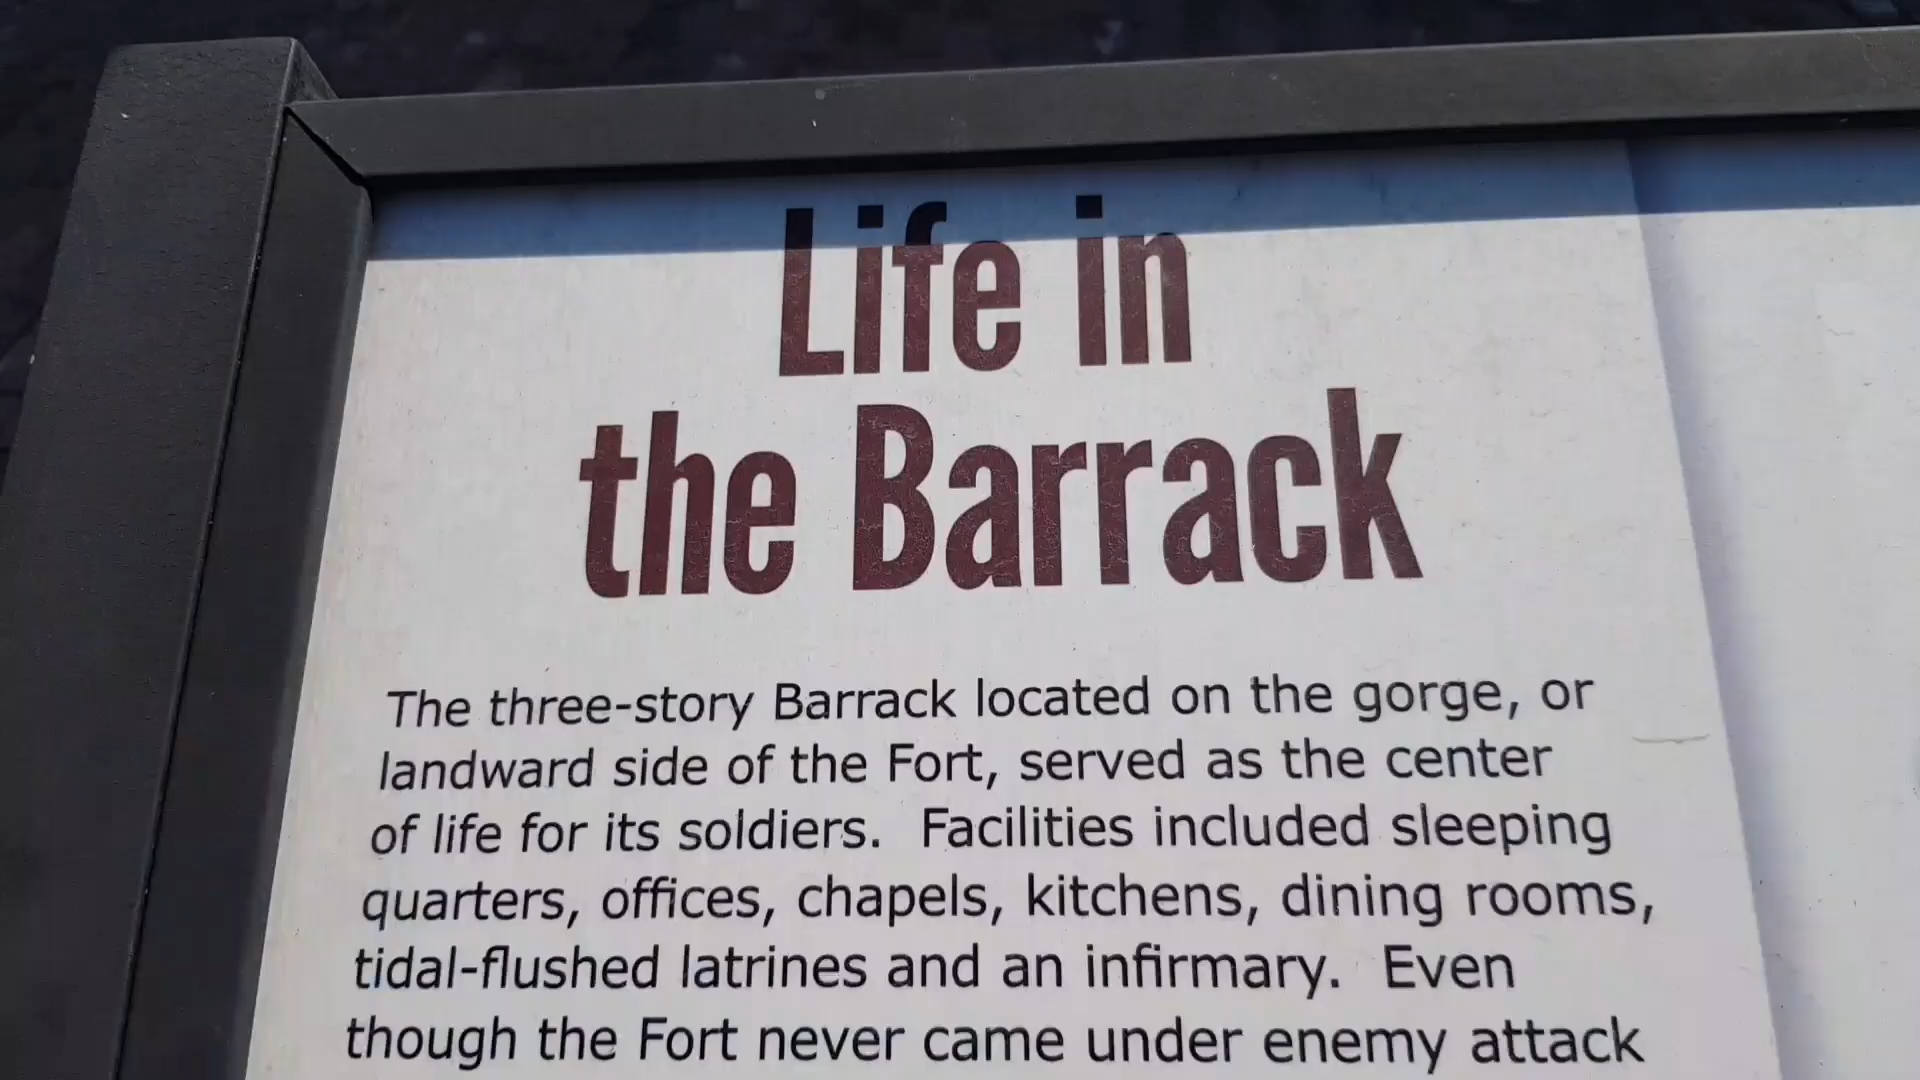 Life in
the Barrack
The three-story Barrack located on the gorge, or
landward side of the Fort, served as the center
of life for its soldiers.  Facilities included sleeping
quarters, offices, chapels, kitchens, dining rooms,
tidal-flushed latrines and an infirmary.  Even
though the Fort never came under enemy attack